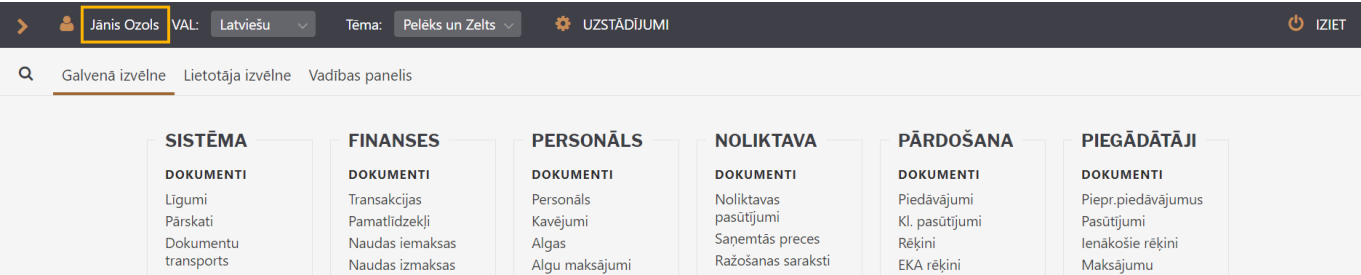 Jānis Ozols VAL: Latviešu Tēma: Pelēks un Zelts UZSTĀDĪJUMI IZIET
Galvenā izvēlne Lietotāja izvēlne Vadības panelis
SISTĒMA
DOKUMENTI
Līgumi
Pārskati
Dokumentu
transports
FINANSES
DOKUMENTI
Transakcijas
Pamatlīdzekļi
Naudas iemaksas
Naudas izmaksas
PERSONĀLS
DOKUMENTI
Personāls
Kavējumi
Algas
Algu maksājumi
NOLIKTAVA
DOKUMENTI
Noliktavas
pasūtījumi
Saņemtās preces
Ražošanas saraksti
PĀRDOŠANA
DOKUMENTI
Piedāvājumi
Kl. pasūtījumi
Rēķini
EKA rēķini
PIEGĀDĀTĀJI
DOKUMENTI
Piepr.piedāvājumus
Pasūtījumi
Ienākošie rēķini
Maksājumu